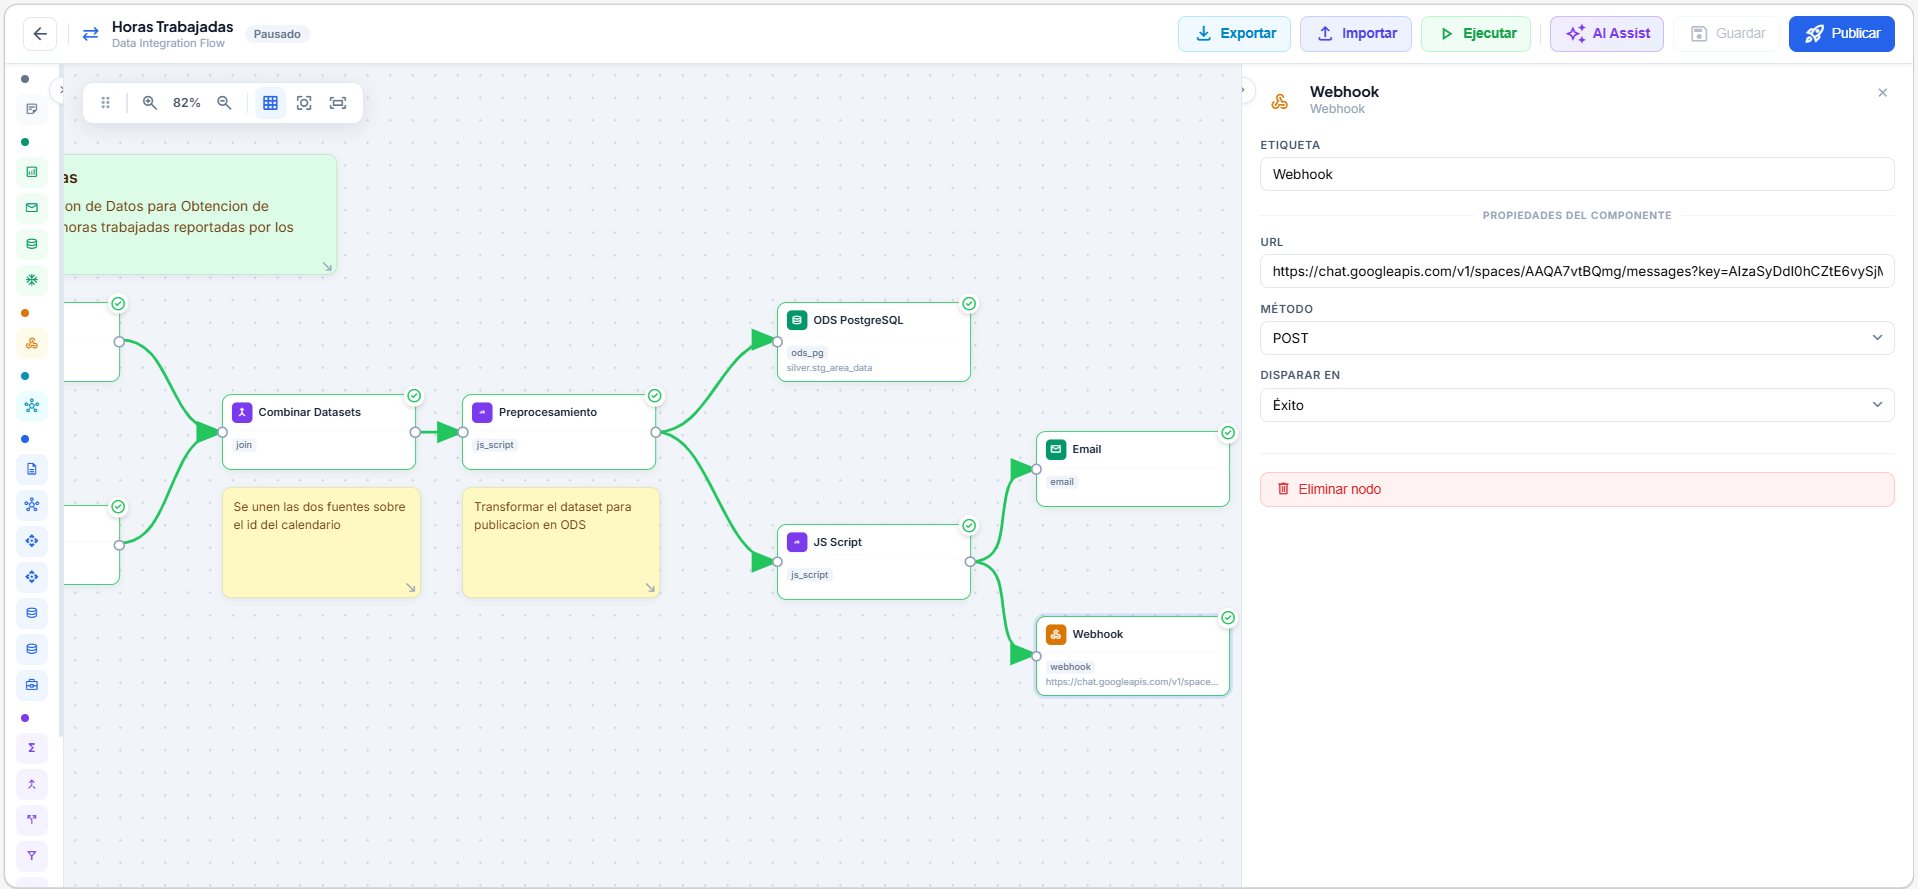 Horas Trabajadas
Data Integration Flow
Pausado
Exportar
Importar
Ejecutar
AI Assist
Guardar
Publicar
82%
as
on de Datos para Obtencion de
horas trabajadas reportadas por los
Combinar Datasets
join
Preprocesamiento
js_script
Se unen las dos fuentes sobre
el id del calendario
Transformar el dataset para
publicacion en ODS
ODS PostgreSQL
ods_pg
silver.stg_area_data
JS Script
js_script
Email
email
Webhook
webhook
https://chat.googleapis.com/v1/space...
Webhook
Webhook
ETIQUETA
Webhook
PROPIEDADES DEL COMPONENTE
URL
https://chat.googleapis.com/v1/spaces/AAQA7vtBQmg/messages?key=
MÉTODO
POST
DISPARAR EN
Éxito
Eliminar nodo